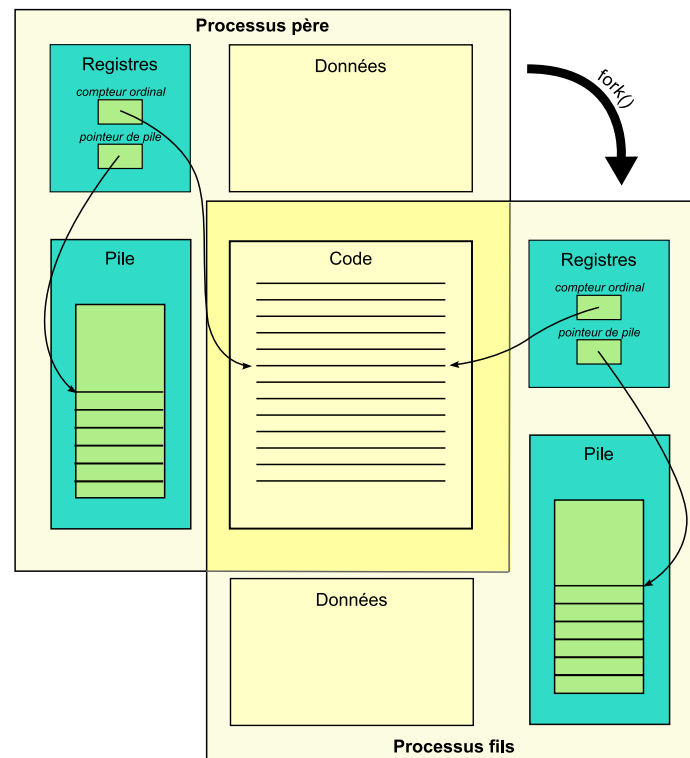 Processus père
Registres
compteur ordinal
pointeur de pile
Données
fork()
Pile
Code
Registres
compteur ordinal
pointeur de pile
Pile
Données
Processus fils